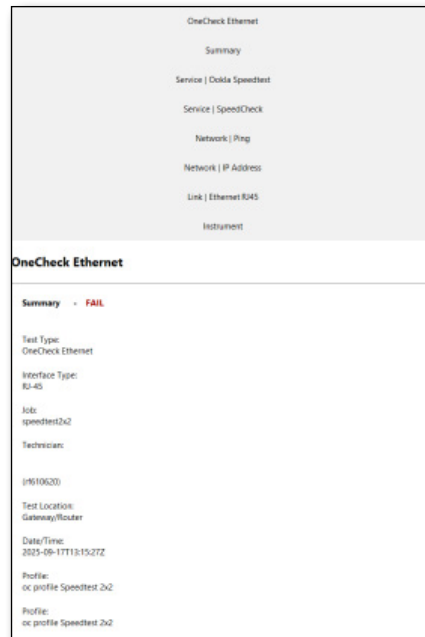 OneCheck Ethernet
Summary
Service | Ookla Speedtest
Service | SpeedCheck
Network | Ping
Network | IP Address
Link | Ethernet RJ45
Instrument
OneCheck Ethernet
Summary - FAIL
Test Type:
OneCheck Ethernet
Interface Type:
RJ-45
Job:
speedtest2x2
Technician:
(rf610620)
Test Location:
Gateway/Router
Date/Time:
2025-09-17T13:15:27Z
Profile:
oc profile Speedtest 2x2
Profile:
oc profile Speedtest 2x2